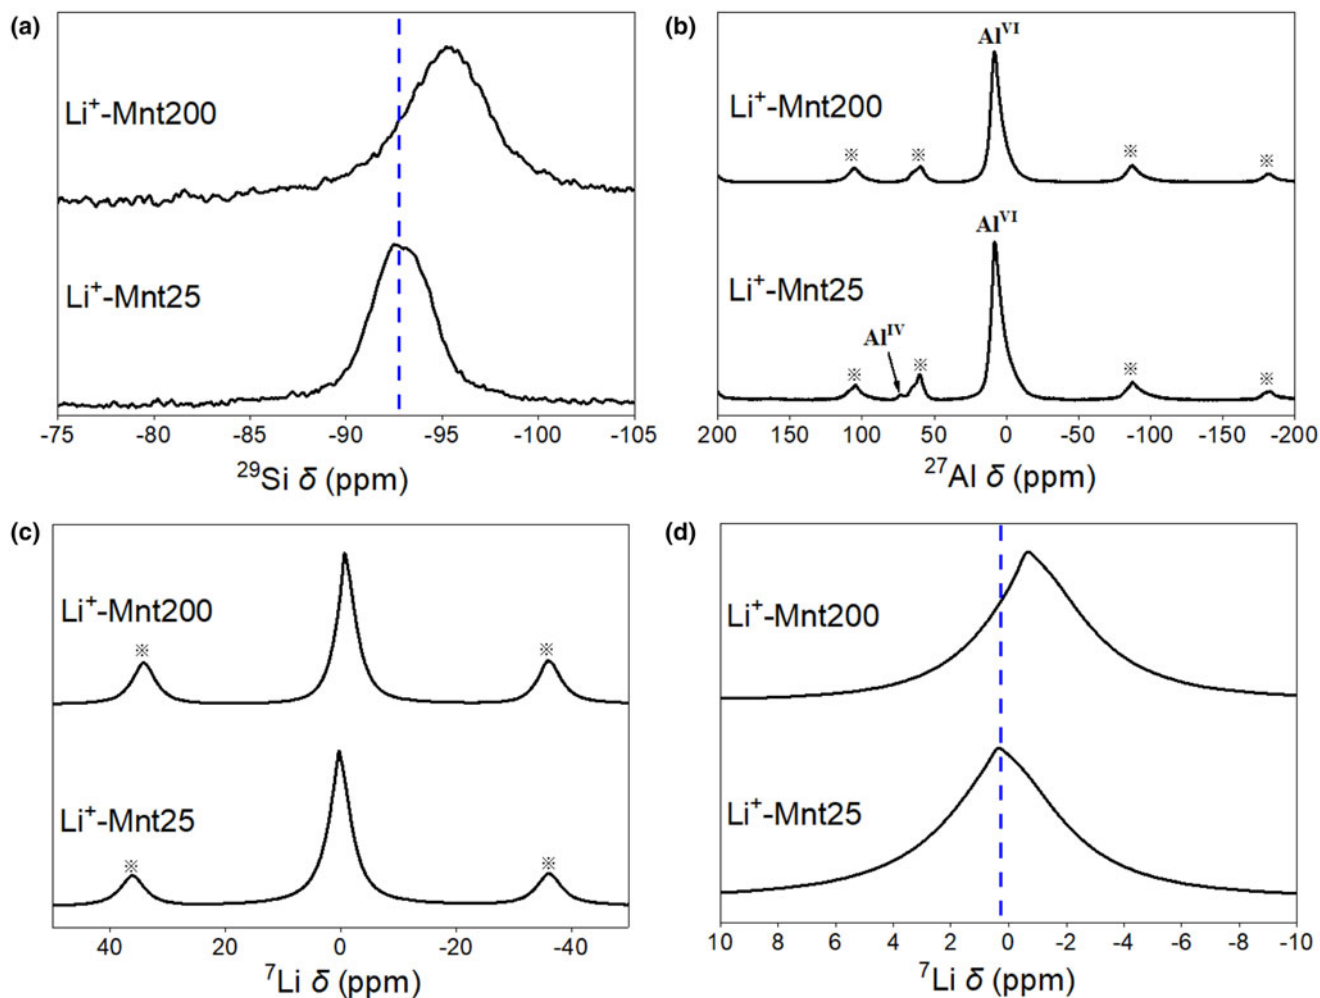 (a)
Li⁺-Mnt200
Li⁺-Mnt25
-75 -80 -85 -90 -95 -100 -105
²⁹Si δ (ppm)
(b)
Alⱽᴵ
Li⁺-Mnt200
※ ※ ※ ※
Alⱽᴵ
Li⁺-Mnt25
Alᴵⱽ
※ ※ ※ ※
200 150 100 50 0 -50 -100 -150 -200
²⁷Al δ (ppm)
(c)
Li⁺-Mnt200
※ ※
Li⁺-Mnt25
※ ※
40 20 0 -20 -40
⁷Li δ (ppm)
(d)
Li⁺-Mnt200
Li⁺-Mnt25
10 8 6 4 2 0 -2 -4 -6 -8 -10
⁷Li δ (ppm)